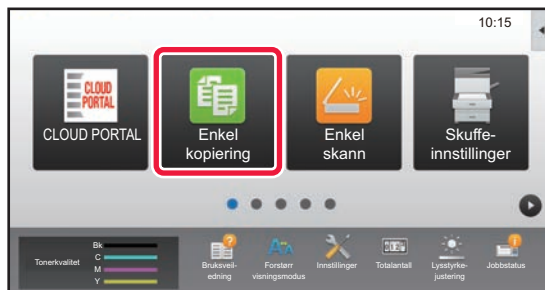 10:15
CLOUD
PORTAL
CLOUD PORTAL
Enkel
kopiering
Enkel
skann
Skuffe-
innstillinger
Tonerkvalitet
Bk
C
M
Y
Bruksveil-
edning
Forstørr
visningsmodus
Innstillinger
Totalantall
Lysstyrke-
justering
Jobbstatus